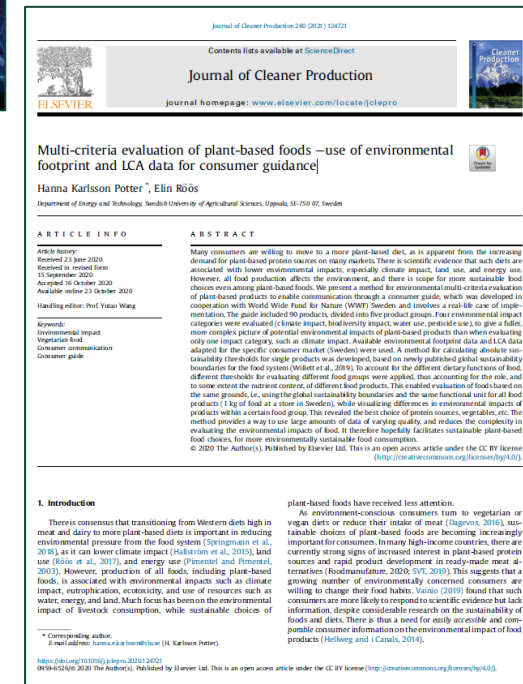 Journal of Cleaner Production 280 (2021) 124721
Contents lists available at ScienceDirect
Journal of Cleaner Production
journal homepage: www.elsevier.com/locate/jclepro
ELSEVIER
Cleaner
Production
Multi-criteria evaluation of plant-based foods –use of environmental
footprint and LCA data for consumer guidance
Check for
updates
Hanna Karlsson Potter*, Elin Röös
Department of Energy and Technology, Swedish University of Agricultural Sciences, Uppsala, SE-750 07, Sweden
ARTICLE INFO
Article history:
Received 23 June 2020
Received in revised form
15 September 2020
Accepted 16 October 2020
Available online 23 October 2020
Handling editor: Prof. Yutao Wang
Keywords:
Environmental impact
Vegetarian food
Consumer communication
Consumer guide
ABSTRACT
Many consumers are willing to move to a more plant-based diet, as is apparent from the increasing
demand for plant-based protein sources on many markets. There is scientific evidence that such diets are
associated with lower environmental impacts, especially climate impact, land use, and energy use.
However, all food production affects the environment, and there is scope for more sustainable food
choices even among plant-based foods. We present a method for environmental multi-criteria evaluation
of plant-based products to enable communication through a consumer guide, which was developed in
cooperation with World Wide Fund for Nature (WWF) Sweden and involves a real-life case of imple-
mentation. The guide included 90 products, divided into five product groups. Four environmental impact
categories were evaluated (climate impact, biodiversity impact, water use, pesticide use), to give a fuller,
more complex picture of potential environmental impacts of plant-based products than when evaluating
only one impact category, such as climate impact. Available environmental footprint data and LCA data
adapted for the specific consumer market (Sweden) were used. A method for calculating absolute sus-
tainability thresholds for single products was developed, based on newly published global sustainability
boundaries for the food system (Willett et al., 2019). To account for the different dietary functions of food,
different thresholds for evaluating different food groups were applied, thus accounting for the role, and
to some extent the nutrient content, of different food products. This enabled evaluation of foods based on
the same grounds, i.e., using the global sustainability boundaries and the same functional unit for all food
products (1 kg of food at a store in Sweden), while visualizing differences in environmental impacts of
products within a certain food group. This revealed the best choice of protein sources, vegetables, etc. The
method provides a way to use large amounts of data of varying quality, and reduces the complexity in
evaluating the environmental impacts of food. It therefore hopefully facilitates sustainable plant-based
food choices, for more environmentally sustainable food consumption.
© 2020 The Author(s). Published by Elsevier Ltd. This is an open access article under the CC BY license
(http://creativecommons.org/licenses/by/4.0/).
1. Introduction
There is consensus that transitioning from Western diets high in
meat and dairy to more plant-based diets is important in reducing
environmental pressure from the food system (Springmann et al.,
2018), as it can lower climate impact (Hallström et al., 2015), land
use (Röös et al., 2017), and energy use (Pimentel and Pimentel,
2003). However, production of all foods, including plant-based
foods, is associated with environmental impacts such as climate
impact, eutrophication, ecotoxicity, and use of resources such as
water, energy, and land. Much focus has been on the environmental
impact of livestock consumption, while sustainable choices of
* Corresponding author.
E-mail address: hanna.e.karlsson@slu.se (H. Karlsson Potter).
plant-based foods have received less attention.
As environment-conscious consumers turn to vegetarian or
vegan diets or reduce their intake of meat (Dagevos, 2016), sus-
tainable choices of plant-based foods are becoming increasingly
important for consumers. In many high-income countries, there are
currently strong signs of increased interest in plant-based protein
sources and rapid product development in ready-made meat al-
ternatives (Foodmanufature, 2020; SVT, 2019). This suggests that a
growing number of environmentally concerned consumers are
willing to change their food habits. Vainio (2019) found that such
consumers are more likely to respond to scientific evidence but lack
information, despite considerable research on the sustainability of
foods and diets. There is thus a need for easily accessible and com-
parable consumer information on the environmental impact of food
products (Hellweg and i Canals, 2014).
https://doi.org/10.1016/j.jclepro.2020.124721
0959-6526/© 2020 The Author(s). Published by Elsevier Ltd. This is an open access article under the CC BY license (http://creativecommons.org/licenses/by/4.0/).